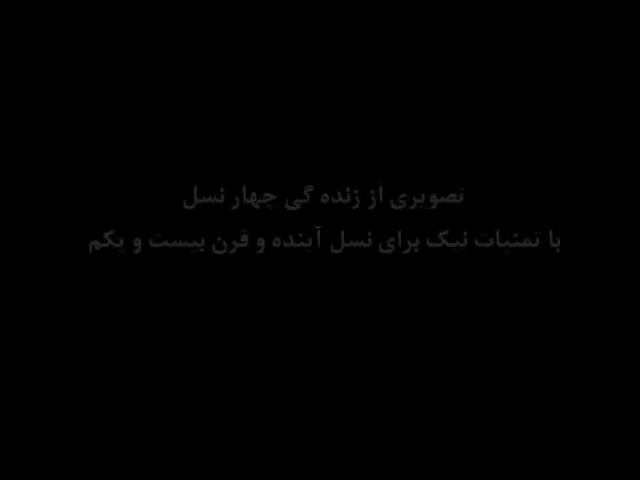 تصویری از زنده گی چهار نسل
با تمنیات نیک برای نسل آینده و قرن بیست و یکم